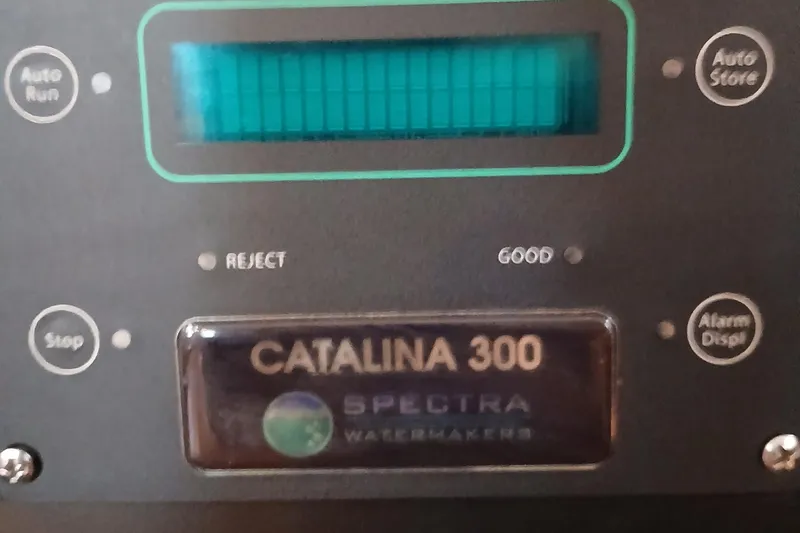 Auto
Run
Auto
Store
REJECT
GOOD
Stop
Alarm
Displ
CATALINA 300
SPECTRA
WATERMAKERS